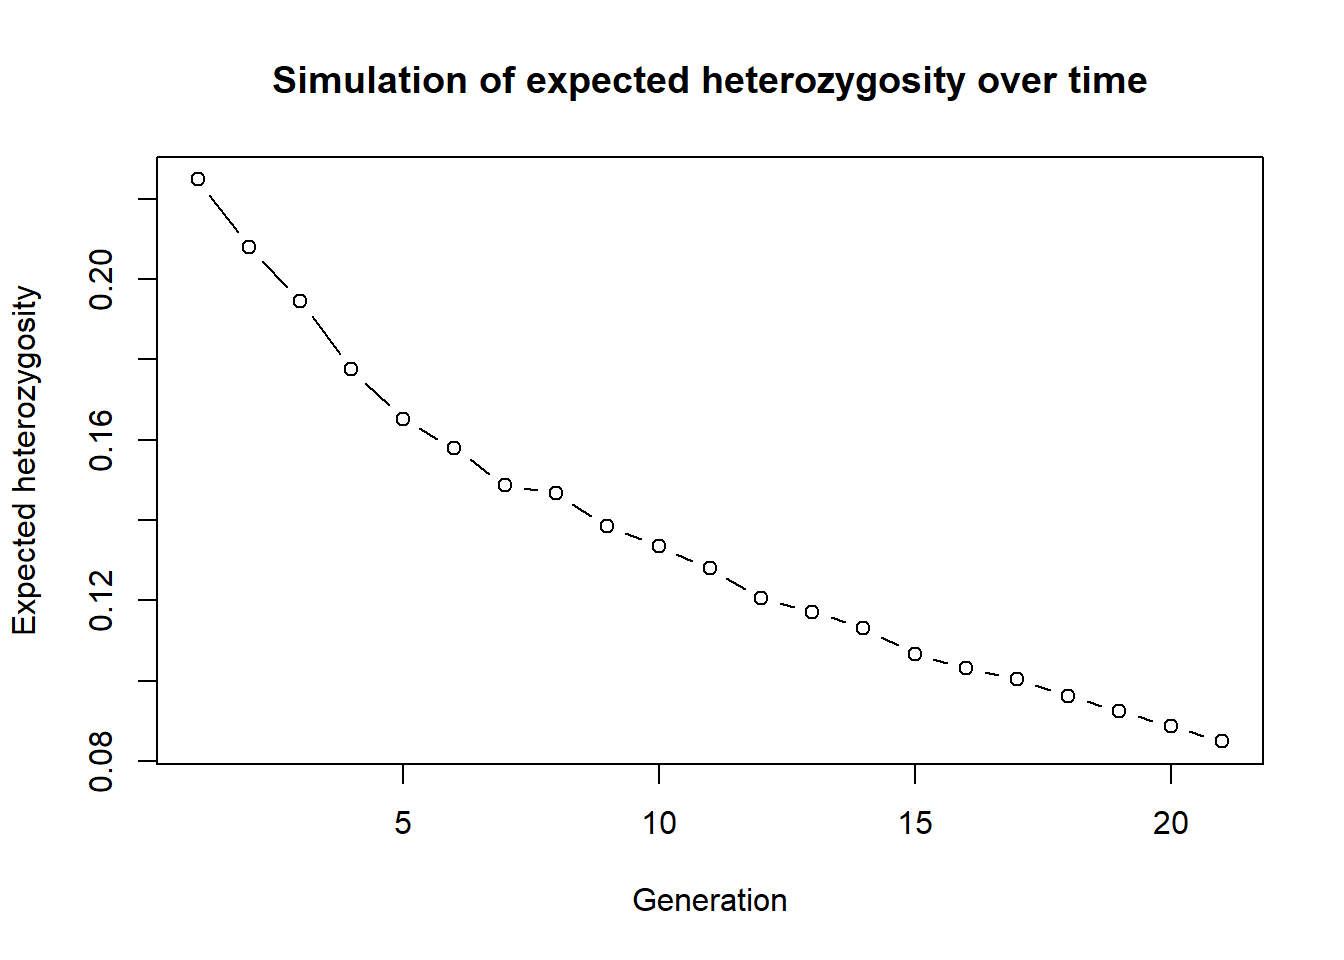 Simulation of expected heterozygosity over time
Expected heterozygosity
0.20
0.16
0.12
0.08
5 10 15 20
Generation